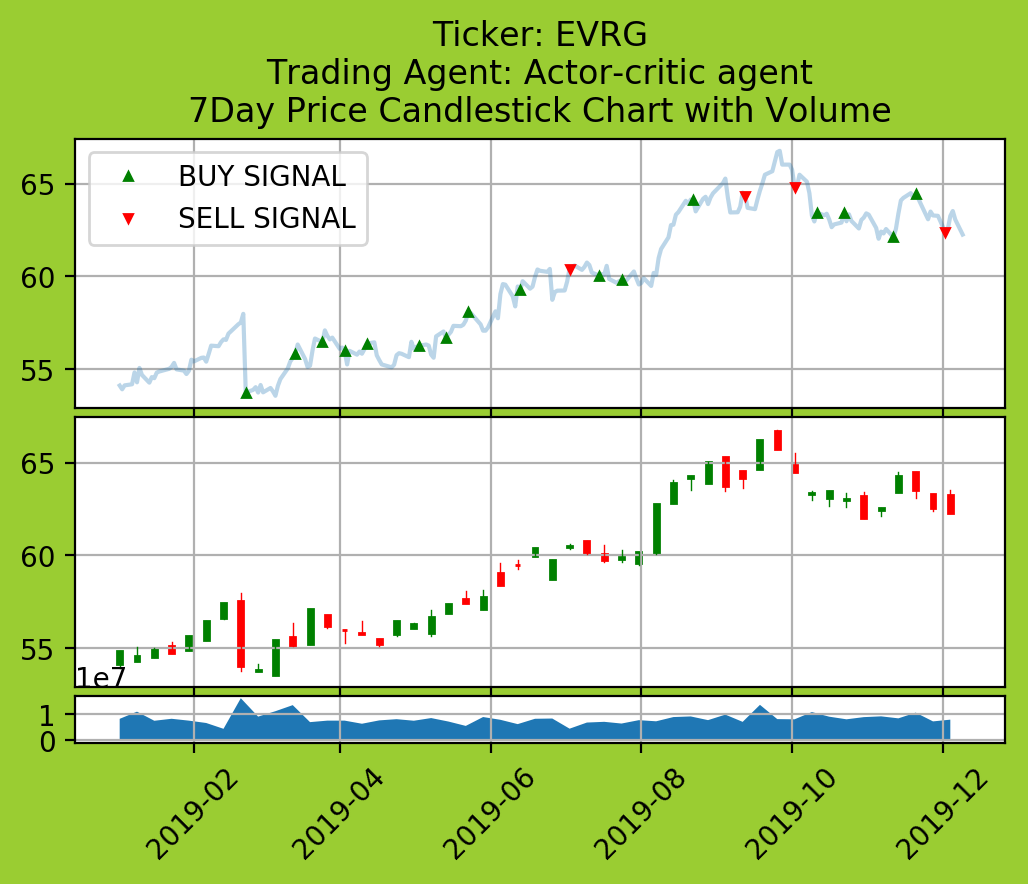 Ticker: EVRG
Trading Agent: Actor-critic agent
7Day Price Candlestick Chart with Volume
BUY SIGNAL
SELL SIGNAL
65
60
55
65
60
55
1e7
1
0
2019-02
2019-04
2019-06
2019-08
2019-10
2019-12